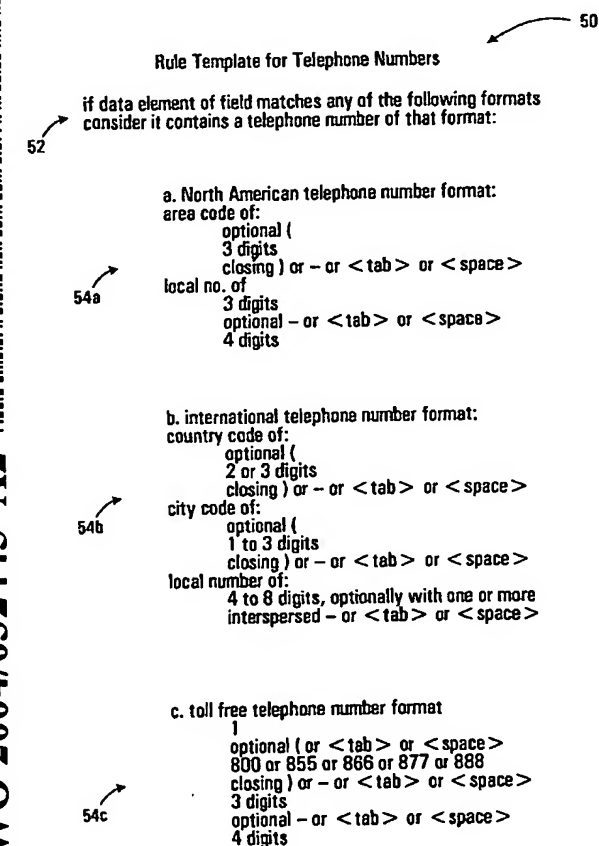 50
Rule Template for Telephone Numbers
if data element of field matches any of the following formats
consider it contains a telephone number of that format:
52
a. North American telephone number format:
area code of:
optional (
3 digits
closing ) or – or <tab> or <space>
54a
local no. of
3 digits
optional – or <tab> or <space>
4 digits
b. international telephone number format:
country code of:
optional (
2 or 3 digits
closing ) or – or <tab> or <space>
54b
city code of:
optional (
1 to 3 digits
closing ) or – or <tab> or <space>
local number of:
4 to 8 digits, optionally with one or more
interspersed – or <tab> or <space>
c. toll free telephone number format
1
optional ( or <tab> or <space>
800 or 855 or 866 or 877 or 888
closing ) or – or <tab> or <space>
54c
3 digits
optional – or <tab> or <space>
4 digits